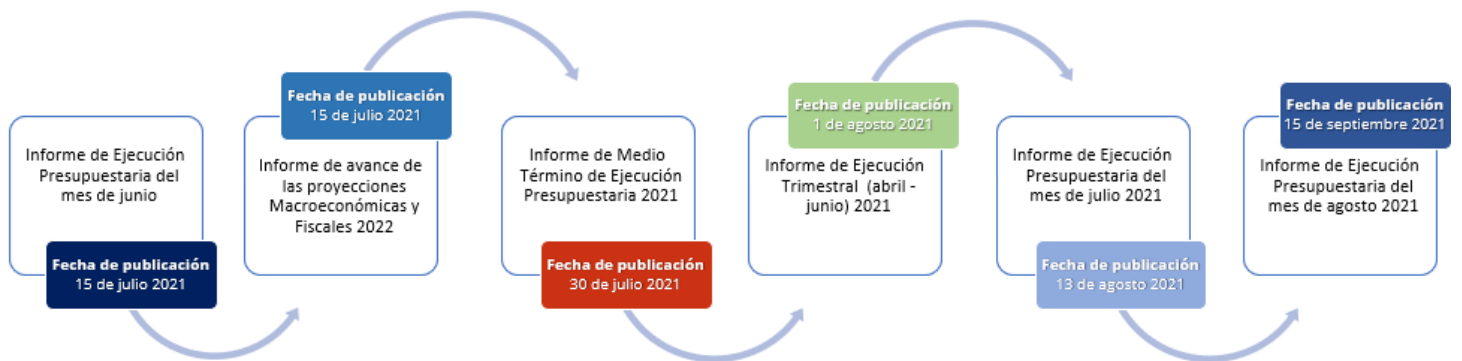 Informe de Ejecución
Presupuestaria del
mes de junio
Fecha de publicación
15 de julio 2021
Fecha de publicación
15 de julio 2021
Informe de avance de
las proyecciones
Macroeconómicas y
Fiscales 2022
Informe de Medio
Término de Ejecución
Presupuestaria 2021
Fecha de publicación
30 de julio 2021
Fecha de publicación
1 de agosto 2021
Informe de Ejecución
Trimestral (abril -
junio) 2021
Informe de Ejecución
Presupuestaria del
mes de julio 2021
Fecha de publicación
13 de agosto 2021
Fecha de publicación
15 de septiembre 2021
Informe de Ejecución
Presupuestaria del
mes de agosto 2021